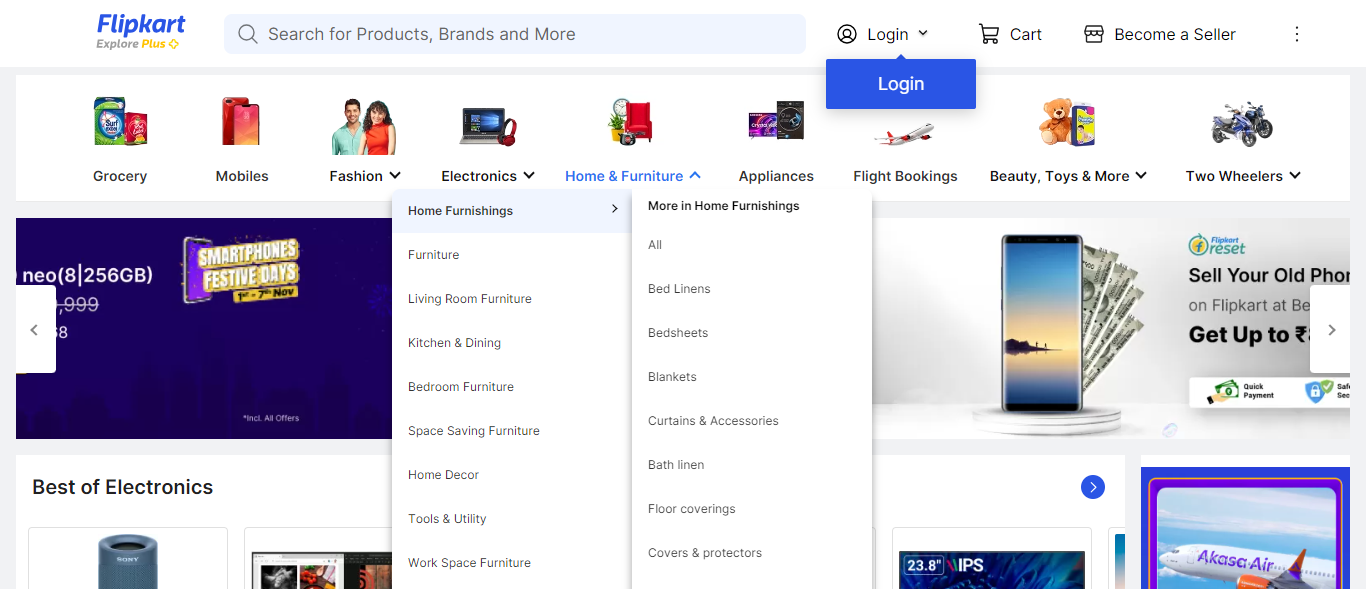 Flipkart
Explore Plus
Search for Products, Brands and More
Login
Cart
Become a Seller
Login
Surf excel
Grocery
Mobiles
Fashion
Electronics
Home & Furniture
Appliances
Flight Bookings
Beauty, Toys & More
Two Wheelers
Home Furnishings
Furniture
Living Room Furniture
Kitchen & Dining
Bedroom Furniture
Space Saving Furniture
Home Decor
Tools & Utility
Work Space Furniture
More in Home Furnishings
All
Bed Linens
Bedsheets
Blankets
Curtains & Accessories
Bath linen
Floor coverings
Covers & protectors
neo(8|256GB)
,999
68
SMARTPHONES
FESTIVE DAYS
1st - 7th Nov
*Incl. All Offers
Flipkart
reset
Sell Your Old Phon
on Flipkart at Be
Get Up to ₹
Quick
Payment
Safe
Sec
Best of Electronics
SONY
23.8" IPS
Akasa Air